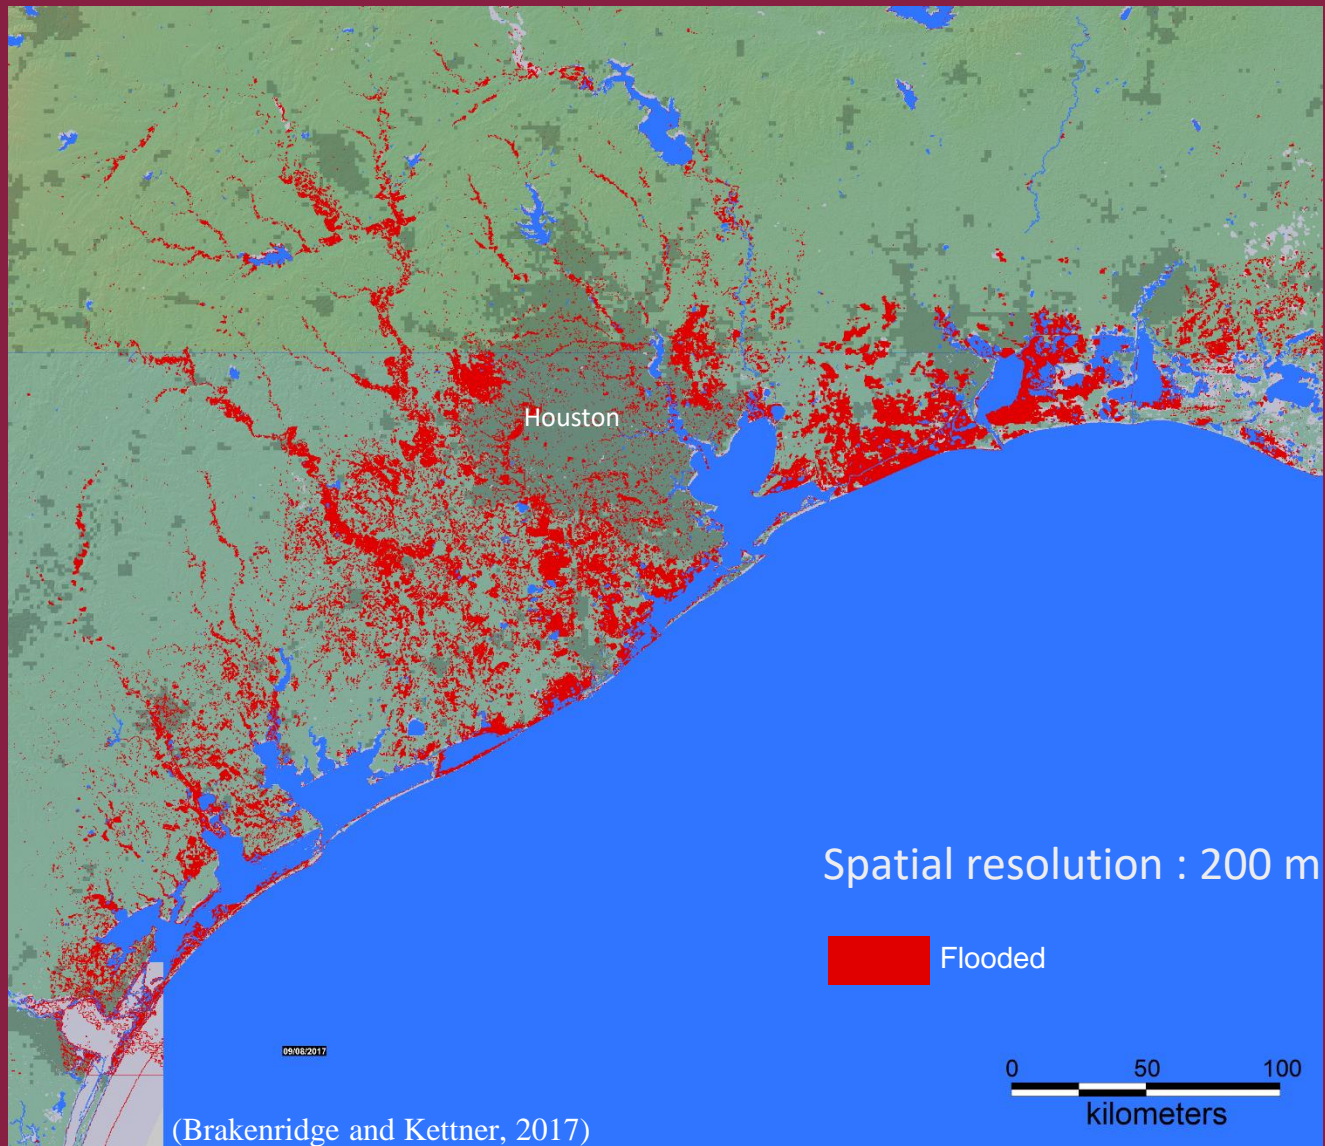 Houston
Spatial resolution : 200 m
Flooded
09/08/2017
0 50 100
kilometers
(Brakenridge and Kettner, 2017)